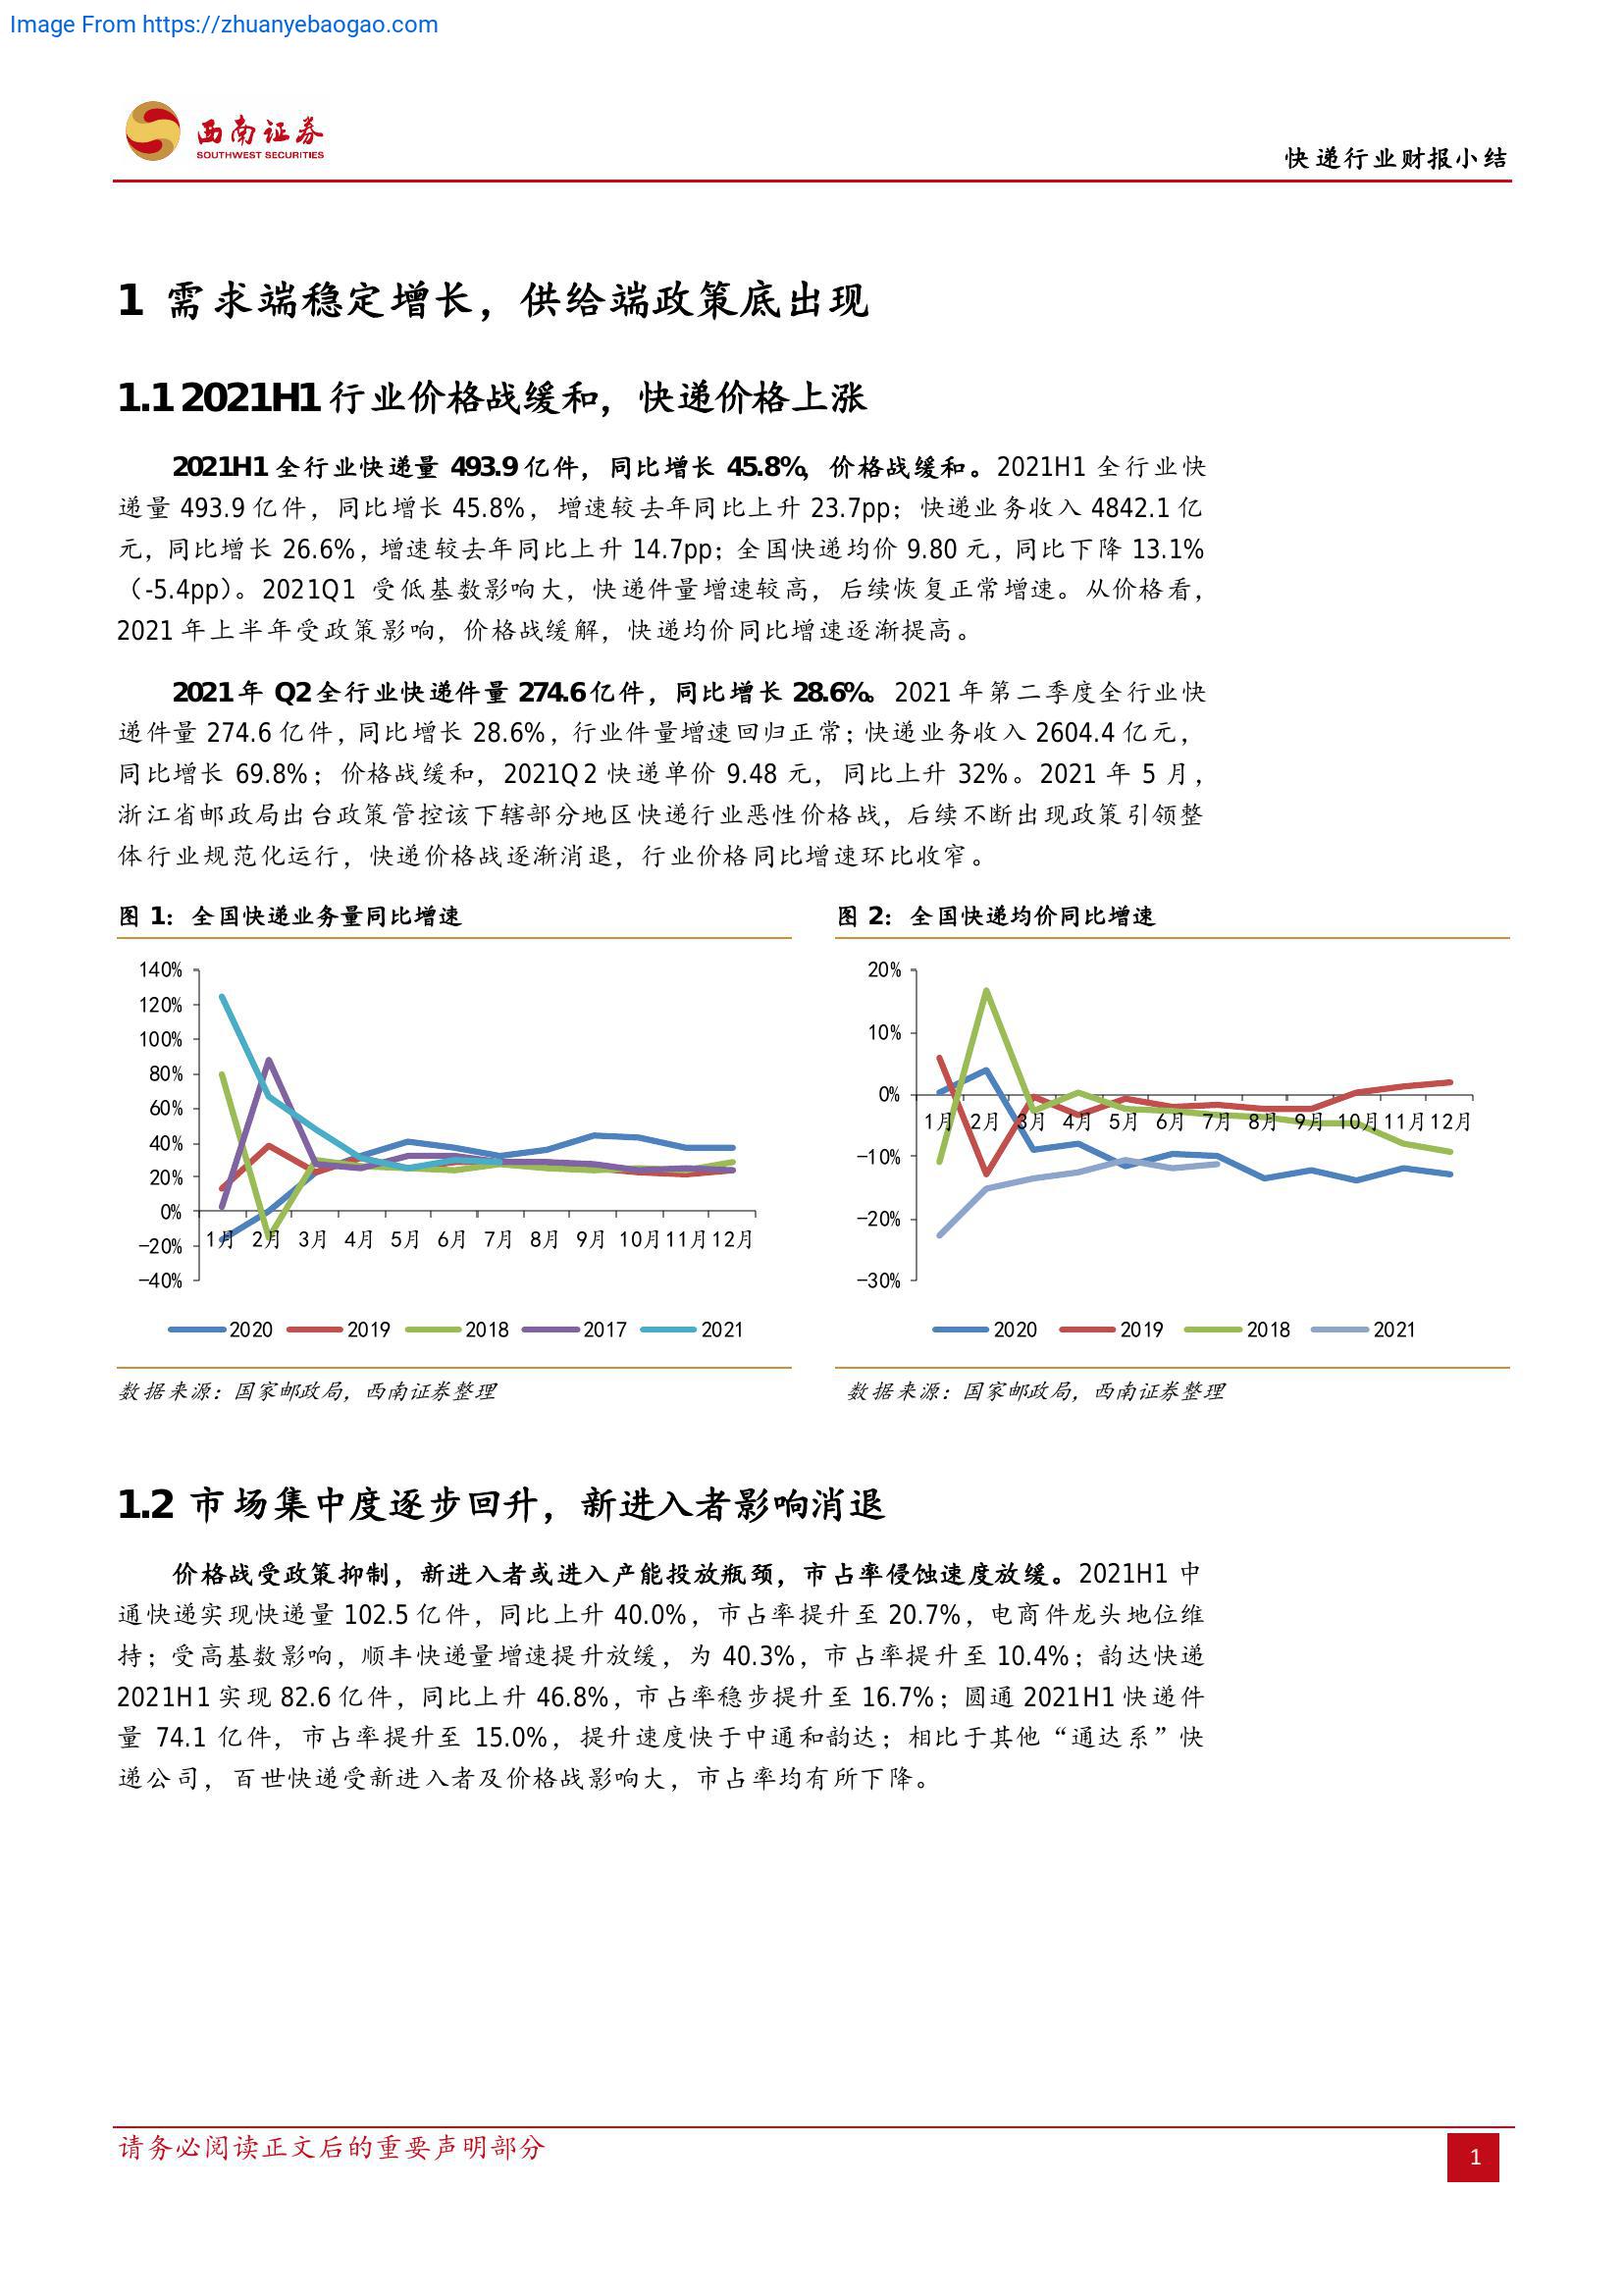 Image From https://zhuanyebaogao.com
西南证券
SOUTHWEST SECURITIES
快递行业财报小结
1 需求端稳定增长，供给端政策底出现
1.1 2021H1 行业价格战缓和，快递价格上涨
2021H1 全行业快递量 493.9 亿件，同比增长 45.8%，价格战缓和。2021H1 全行业快
递量 493.9 亿件，同比增长 45.8%，增速较去年同比上升 23.7pp；快递业务收入 4842.1 亿
元，同比增长 26.6%，增速较去年同比上升 14.7pp；全国快递均价 9.80 元，同比下降 13.1%
（-5.4pp）。2021Q1 受低基数影响大，快递件量增速较高，后续恢复正常增速。从价格看，
2021 年上半年受政策影响，价格战缓解，快递均价同比增速逐渐提高。
2021 年 Q2 全行业快递件量 274.6 亿件，同比增长 28.6%。2021 年第二季度全行业快
递件量 274.6 亿件，同比增长 28.6%，行业件量增速回归正常；快递业务收入 2604.4 亿元，
同比增长 69.8%；价格战缓和，2021Q2 快递单价 9.48 元，同比上升 32%。2021 年 5 月，
浙江省邮政局出台政策管控该下辖部分地区快递行业恶性价格战，后续不断出现政策引领整
体行业规范化运行，快递价格战逐渐消退，行业价格同比增速环比收窄。
图 1：全国快递业务量同比增速
140%
120%
100%
80%
60%
40%
20%
0%
-20%
-40%
1月 2月 3月 4月 5月 6月 7月 8月 9月 10月 11月 12月
2020 2019 2018 2017 2021
数据来源：国家邮政局，西南证券整理
图 2：全国快递均价同比增速
20%
10%
0%
-10%
-20%
-30%
1月 2月 3月 4月 5月 6月 7月 8月 9月 10月 11月 12月
2020 2019 2018 2021
数据来源：国家邮政局，西南证券整理
1.2 市场集中度逐步回升，新进入者影响消退
价格战受政策抑制，新进入者或进入产能投放瓶颈，市占率侵蚀速度放缓。2021H1 中
通快递实现快递量 102.5 亿件，同比上升 40.0%，市占率提升至 20.7%，电商件龙头地位维
持；受高基数影响，顺丰快递量增速提升放缓，为 40.3%，市占率提升至 10.4%；韵达快递
2021H1 实现 82.6 亿件，同比上升 46.8%，市占率稳步提升至 16.7%；圆通 2021H1 快递件
量 74.1 亿件，市占率提升至 15.0%，提升速度快于中通和韵达；相比于其他“通达系”快
递公司，百世快递受新进入者及价格战影响大，市占率均有所下降。
请务必阅读正文后的重要声明部分
1